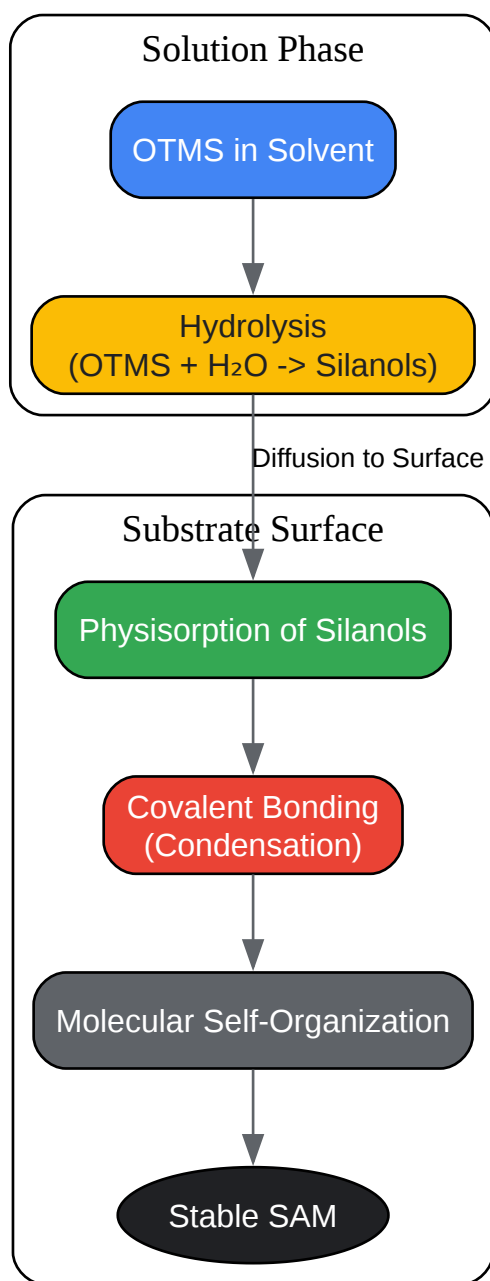 Solution Phase
OTMS in Solvent
Hydrolysis
(OTMS + H₂O -> Silanols)
Diffusion to Surface
Substrate Surface
Physisorption of Silanols
Covalent Bonding
(Condensation)
Molecular Self-Organization
Stable SAM